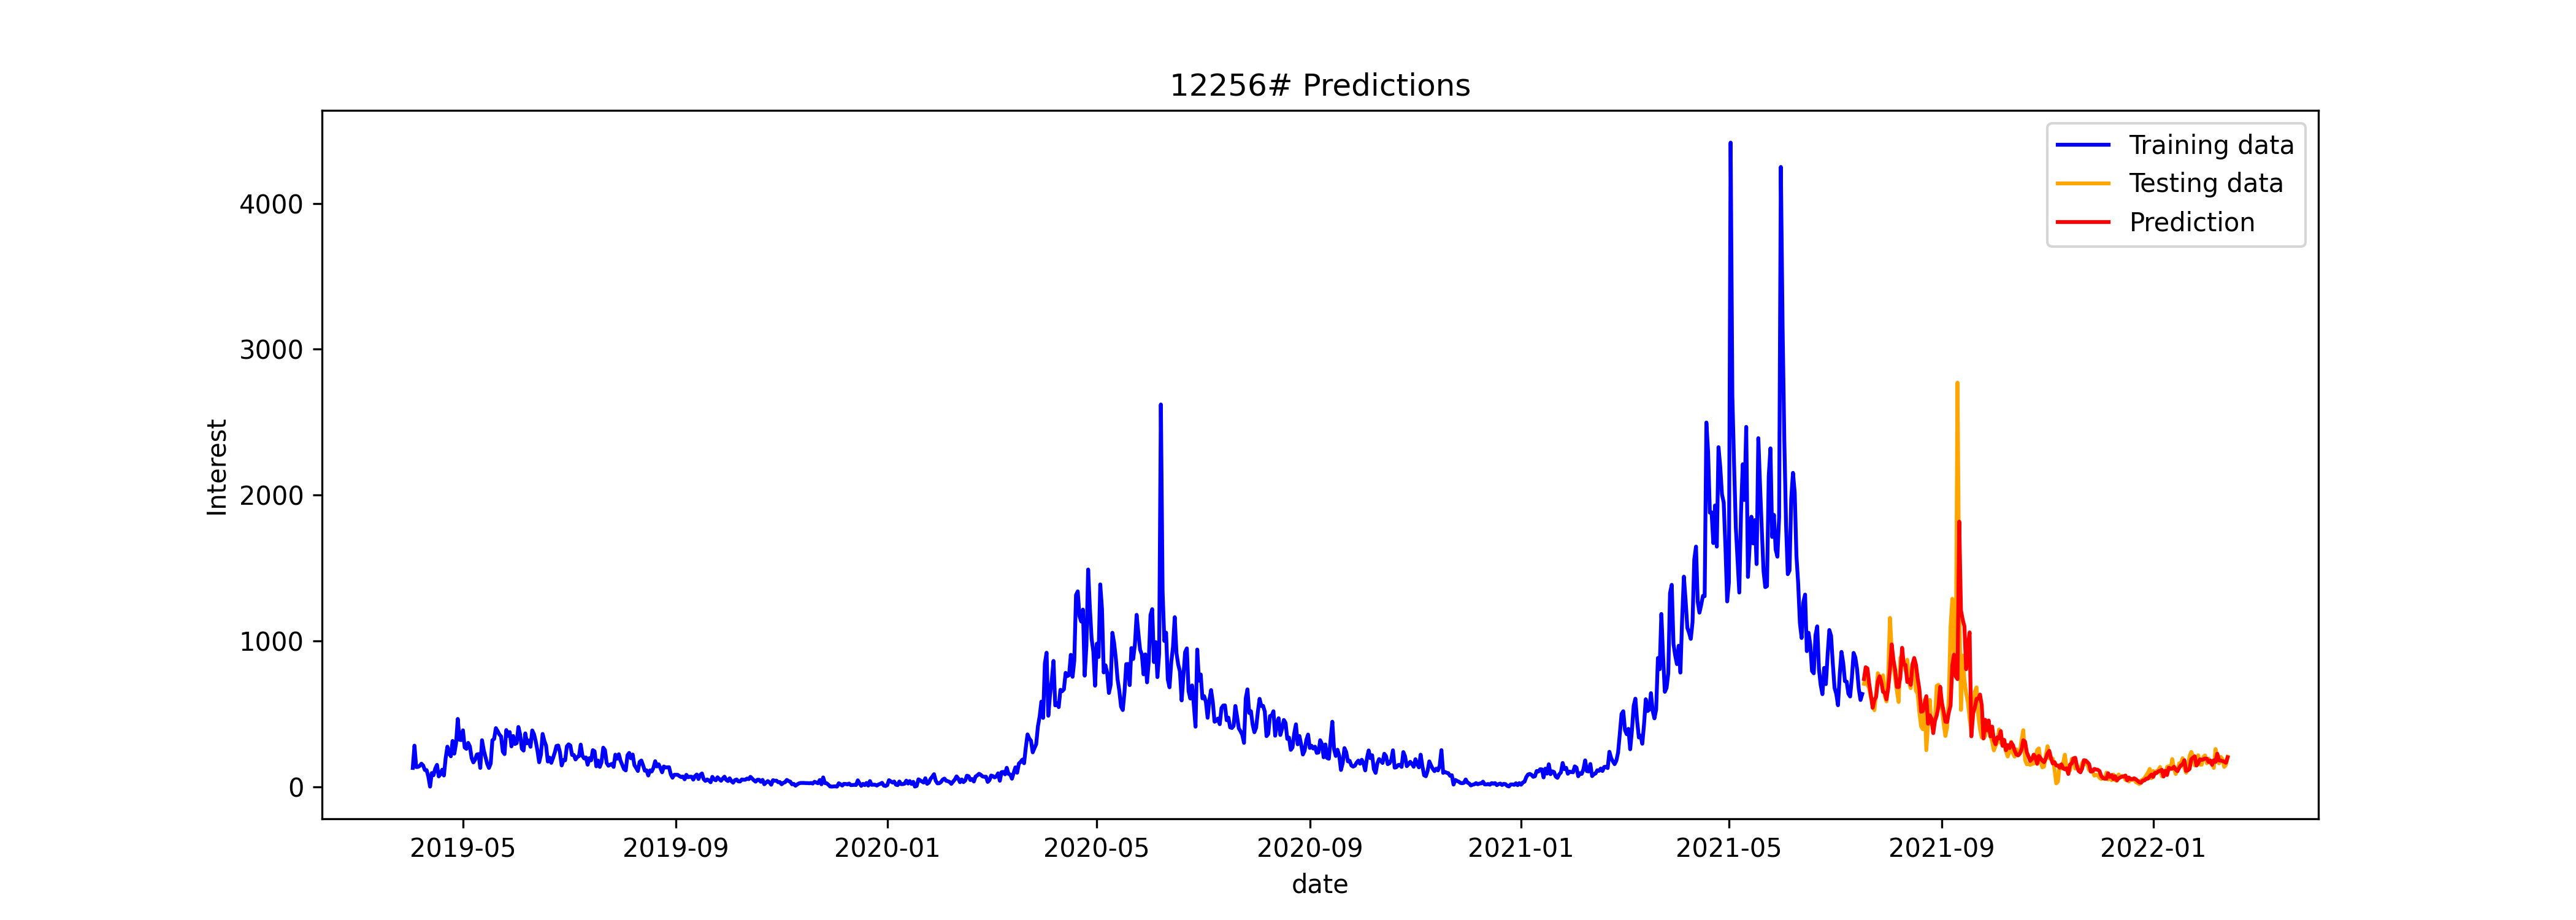 12256# Predictions
Training data
Testing data
Prediction
Interest
4000
3000
2000
1000
0
2019-05
2019-09
2020-01
2020-05
2020-09
2021-01
2021-05
2021-09
2022-01
date